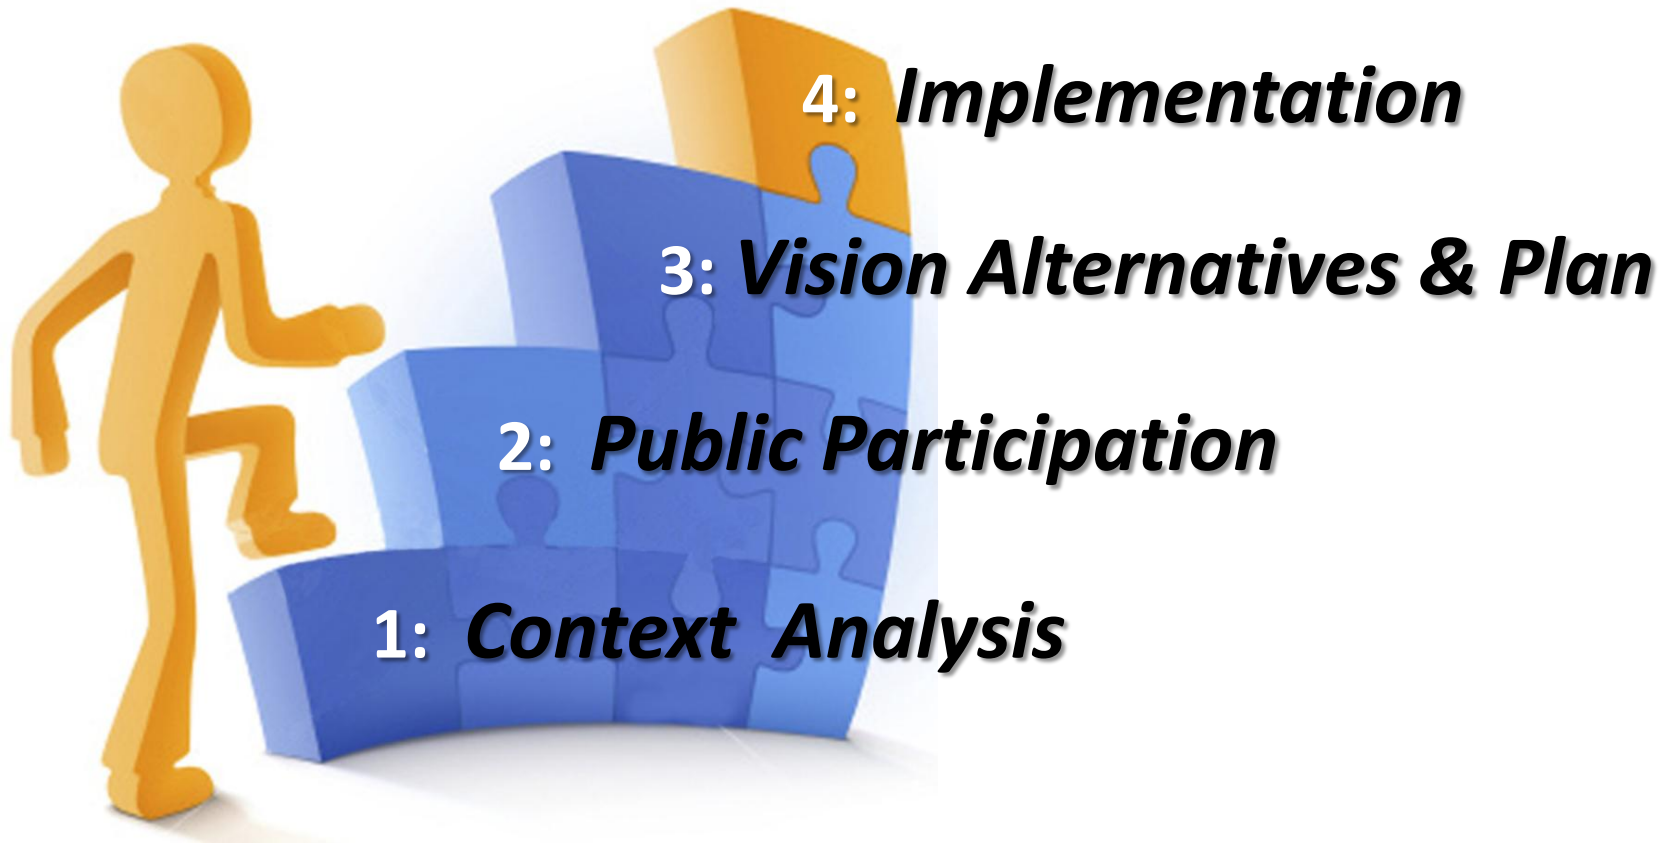 4: Implementation
3: Vision Alternatives & Plan
2: Public Participation
1: Context Analysis